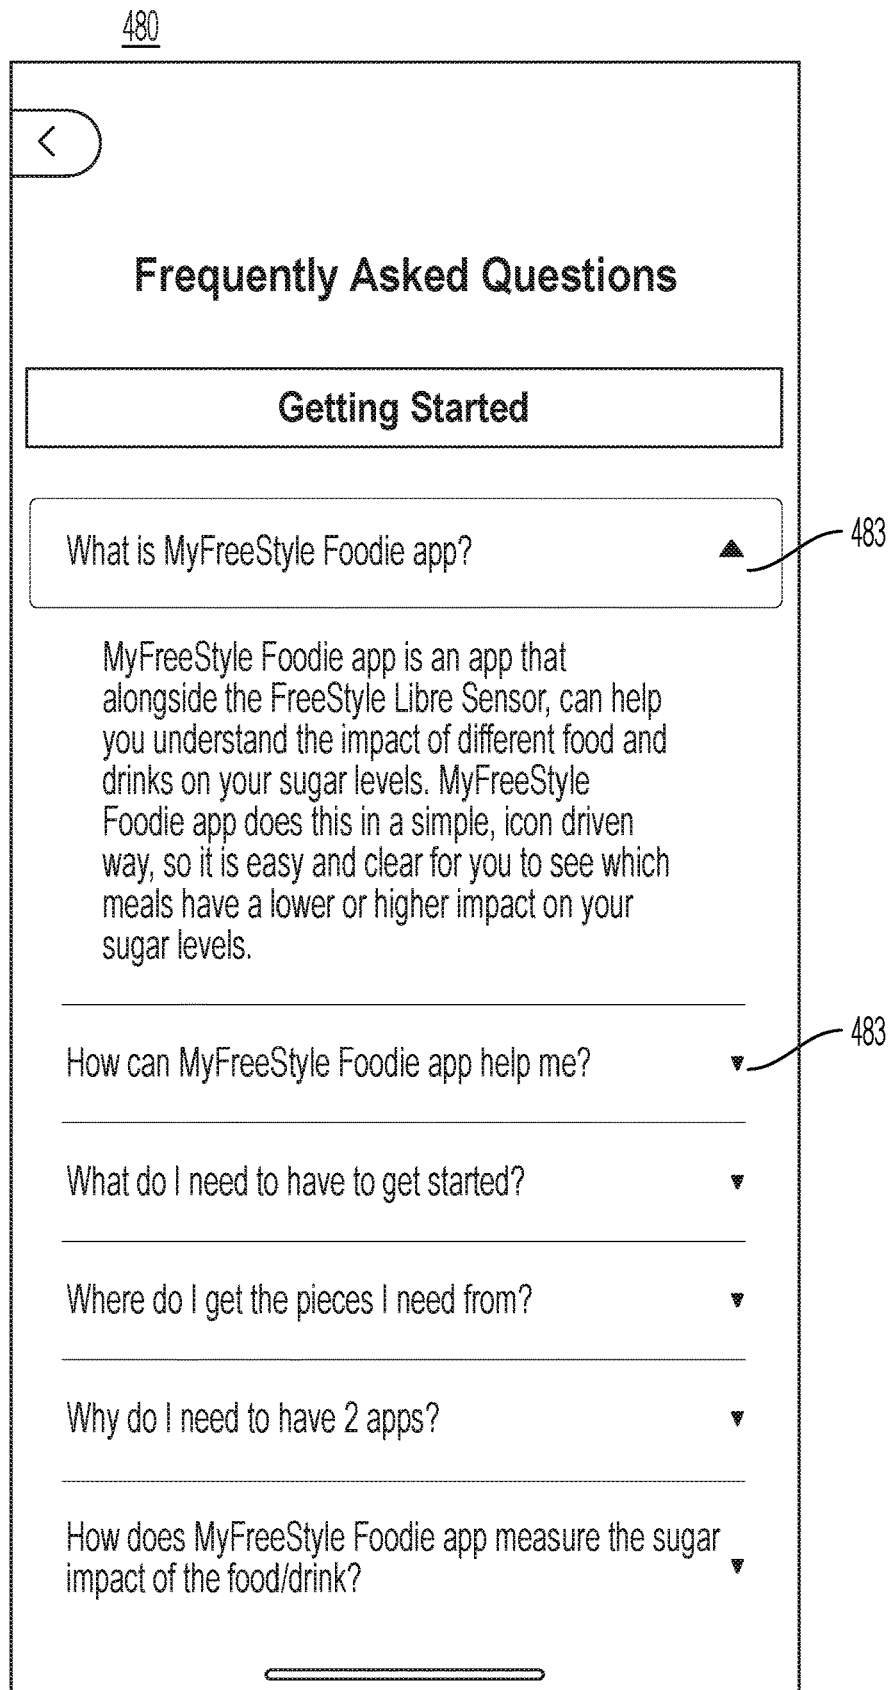 480
Frequently Asked Questions
Getting Started
What is MyFreeStyle Foodie app?
483
MyFreeStyle Foodie app is an app that
alongside the FreeStyle Libre Sensor, can help
you understand the impact of different food and
drinks on your sugar levels. MyFreeStyle
Foodie app does this in a simple, icon driven
way, so it is easy and clear for you to see which
meals have a lower or higher impact on your
sugar levels.
How can MyFreeStyle Foodie app help me?
483
What do I need to have to get started?
Where do I get the pieces I need from?
Why do I need to have 2 apps?
How does MyFreeStyle Foodie app measure the sugar
impact of the food/drink?